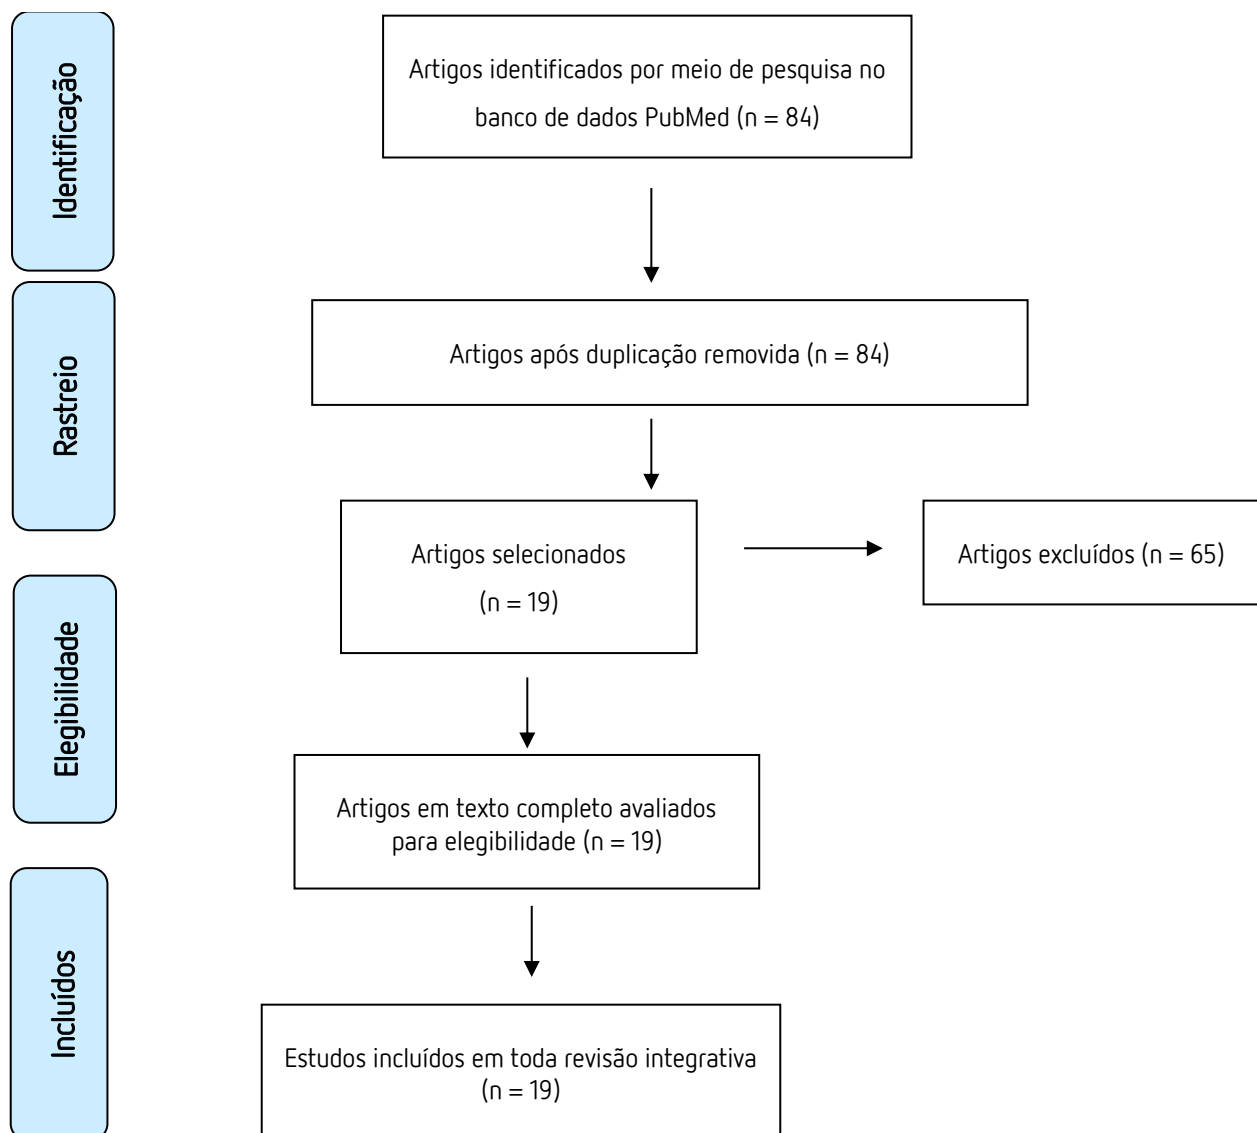 Identificação
Artigos identificados por meio de pesquisa no
banco de dados PubMed (n = 84)
Rastreio
Artigos após duplicação removida (n = 84)
Artigos selecionados
(n = 19)
Artigos excluídos (n = 65)
Elegibilidade
Artigos em texto completo avaliados
para elegibilidade (n = 19)
Incluídos
Estudos incluídos em toda revisão integrativa
(n = 19)